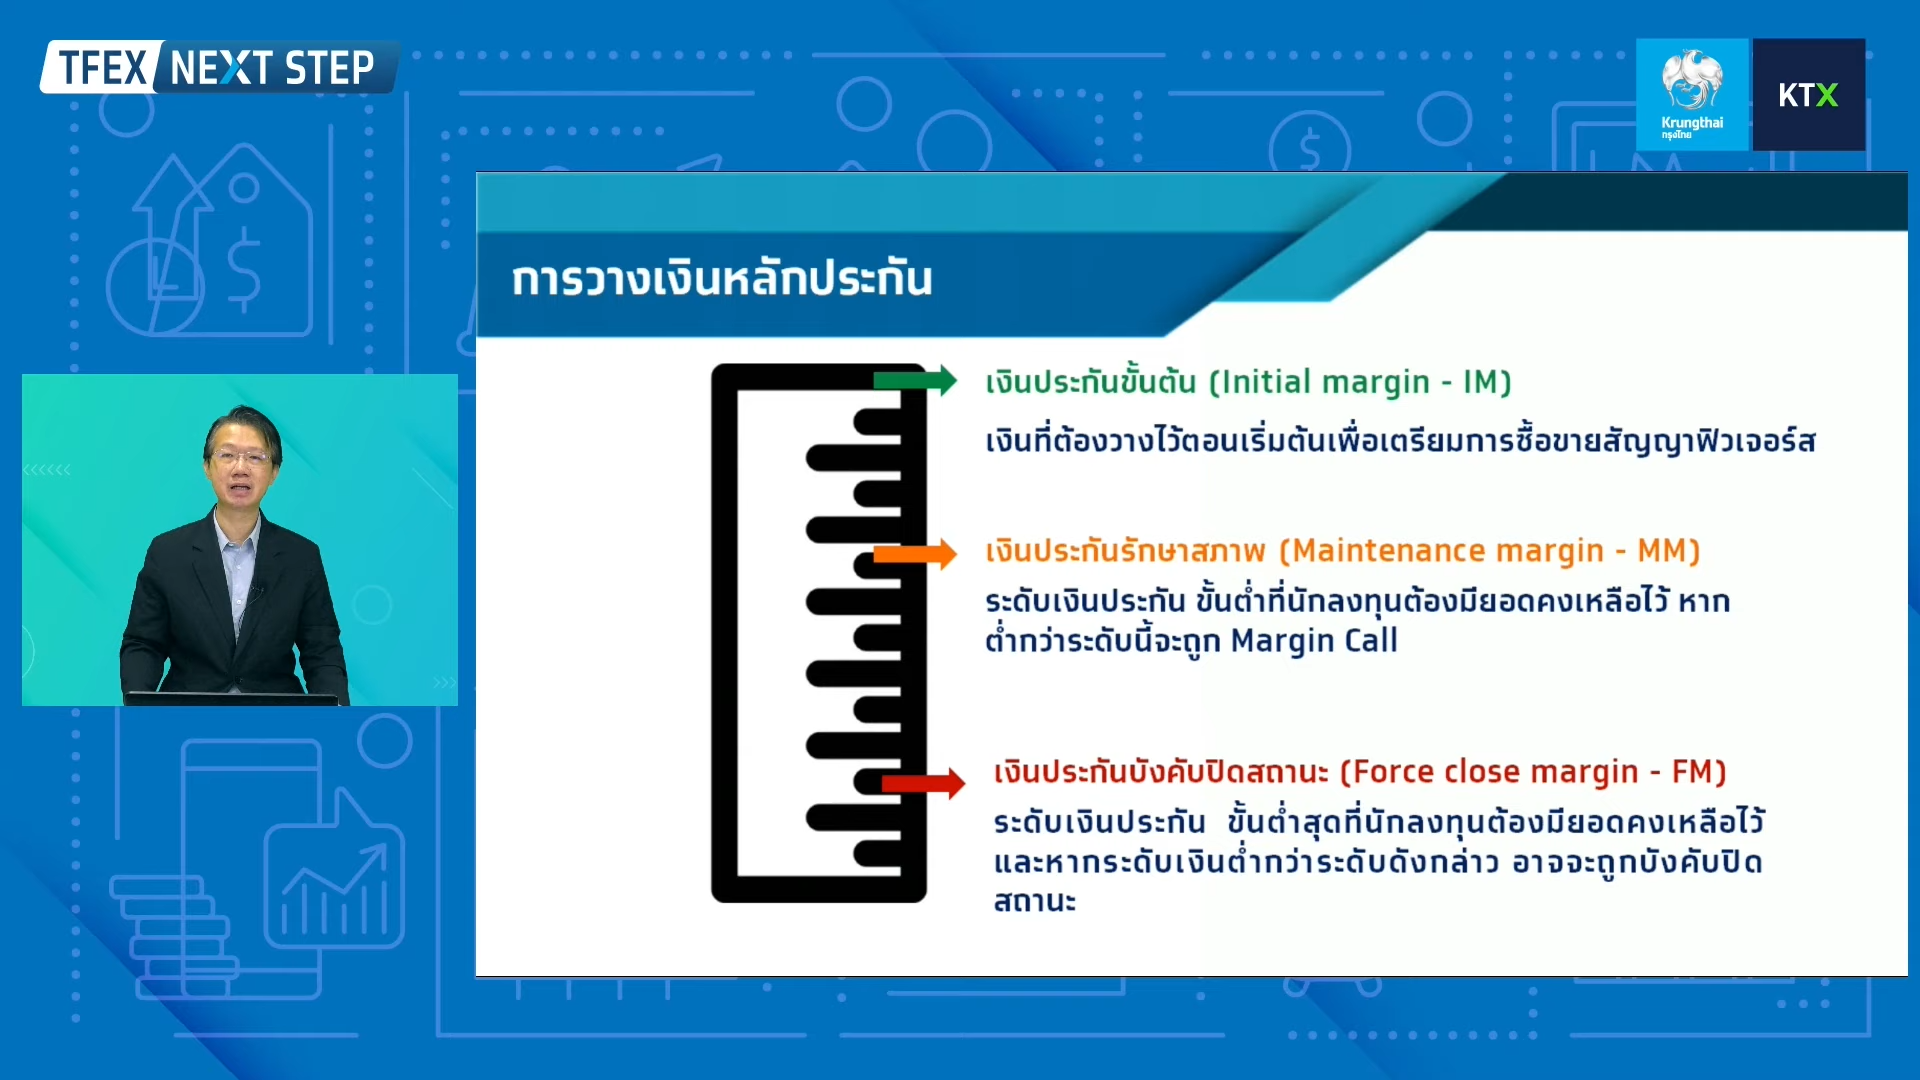 TFEX NEXT STEP
Krungthai
กรุงไทย
KTX
การวางเงินหลักประกัน
เงินประกันขั้นต้น (Initial margin - IM)
เงินที่ต้องวางไว้ตอนเริ่มต้นเพื่อเตรียมการซื้อขายสัญญาฟิวเจอร์ส
เงินประกันรักษาสภาพ (Maintenance margin - MM)
ระดับเงินประกัน ขั้นต่ำที่นักลงทุนต้องมียอดคงเหลือไว้ หาก
ต่ำกว่าระดับนี้จะถูก Margin Call
เงินประกันบังคับปิดสถานะ (Force close margin - FM)
ระดับเงินประกัน ขั้นต่ำสุดที่นักลงทุนต้องมียอดคงเหลือไว้
และหากระดับเงินต่ำกว่าระดับดังกล่าว อาจจะถูกบังคับปิด
สถานะ